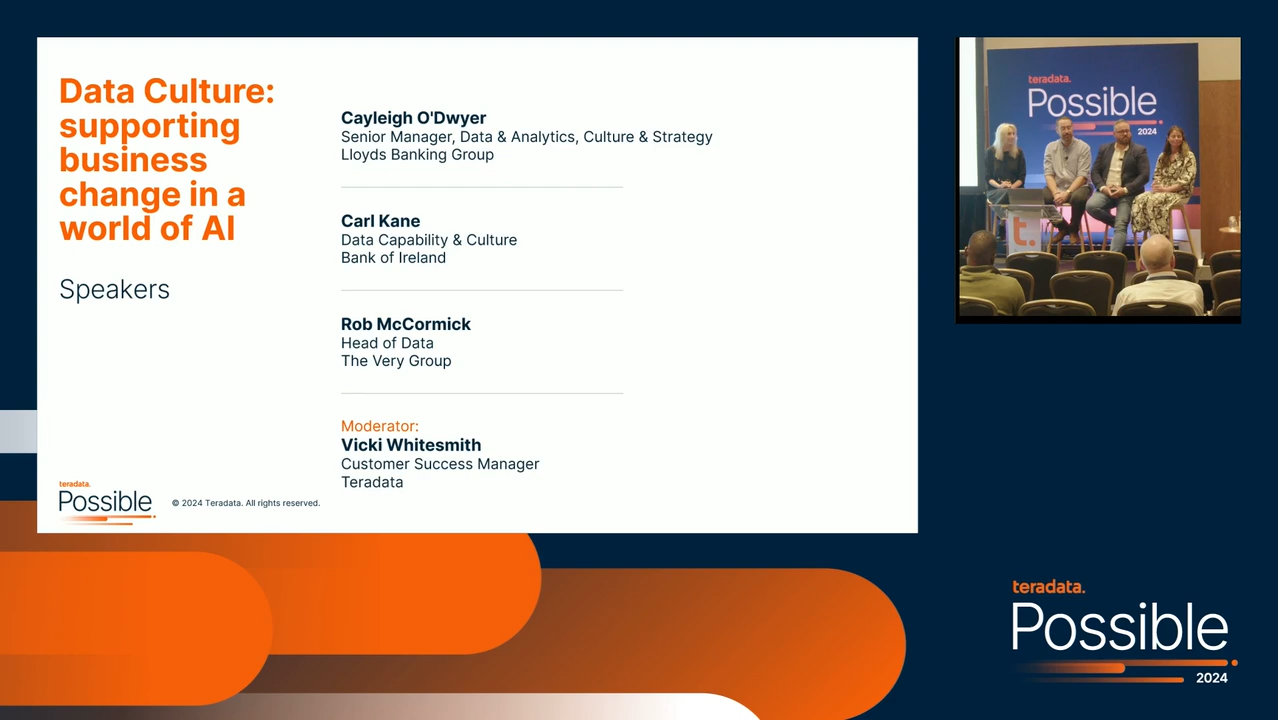 Data Culture:
supporting
business
change in a
world of AI
Speakers
Cayleigh O'Dwyer
Senior Manager, Data & Analytics, Culture & Strategy
Lloyds Banking Group
Carl Kane
Data Capability & Culture
Bank of Ireland
Rob McCormick
Head of Data
The Very Group
Moderator:
Vicki Whitesmith
Customer Success Manager
Teradata
teradata.
Possible
© 2024 Teradata. All rights reserved.
teradata.
Possible
2024
t.
teradata.
Possible
2024